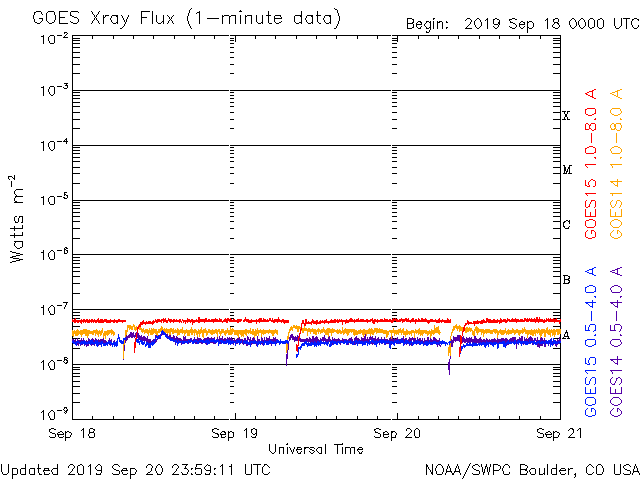 GOES Xray Flux (1-minute data)
Begin: 2019 Sep 18 0000 UTC
10-2
10-3
10-4
10-5
10-6
10-7
10-8
10-9
Watts m-2
X
M
C
B
A
GOES15 1.0-8.0 A
GOES14 1.0-8.0 A
GOES15 0.5-4.0 A
GOES14 0.5-4.0 A
Sep 18
Sep 19
Sep 20
Sep 21
Universal Time
Updated 2019 Sep 20 23:59:11 UTC
NOAA/SWPC Boulder, CO USA